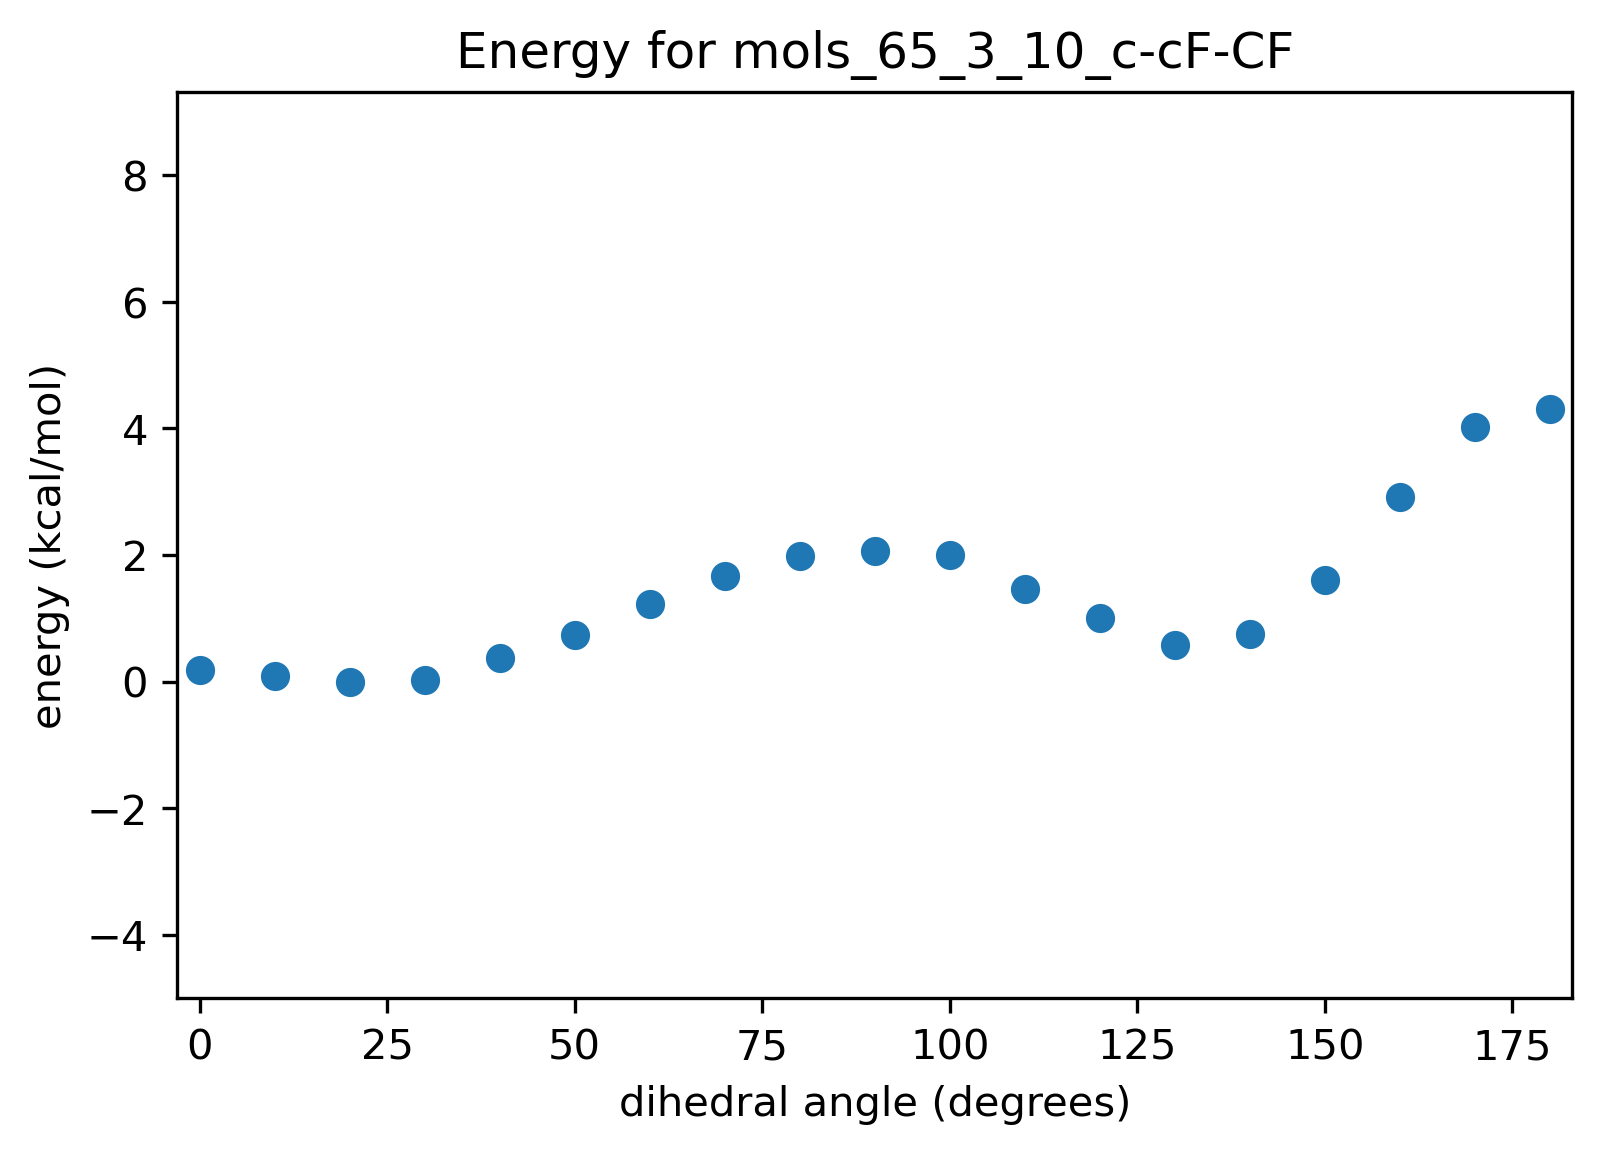 Energy for mols_65_3_10_c-cF-CF
8
6
4
2
0
−2
−4
energy (kcal/mol)
0 25 50 75 100 125 150 175
dihedral angle (degrees)